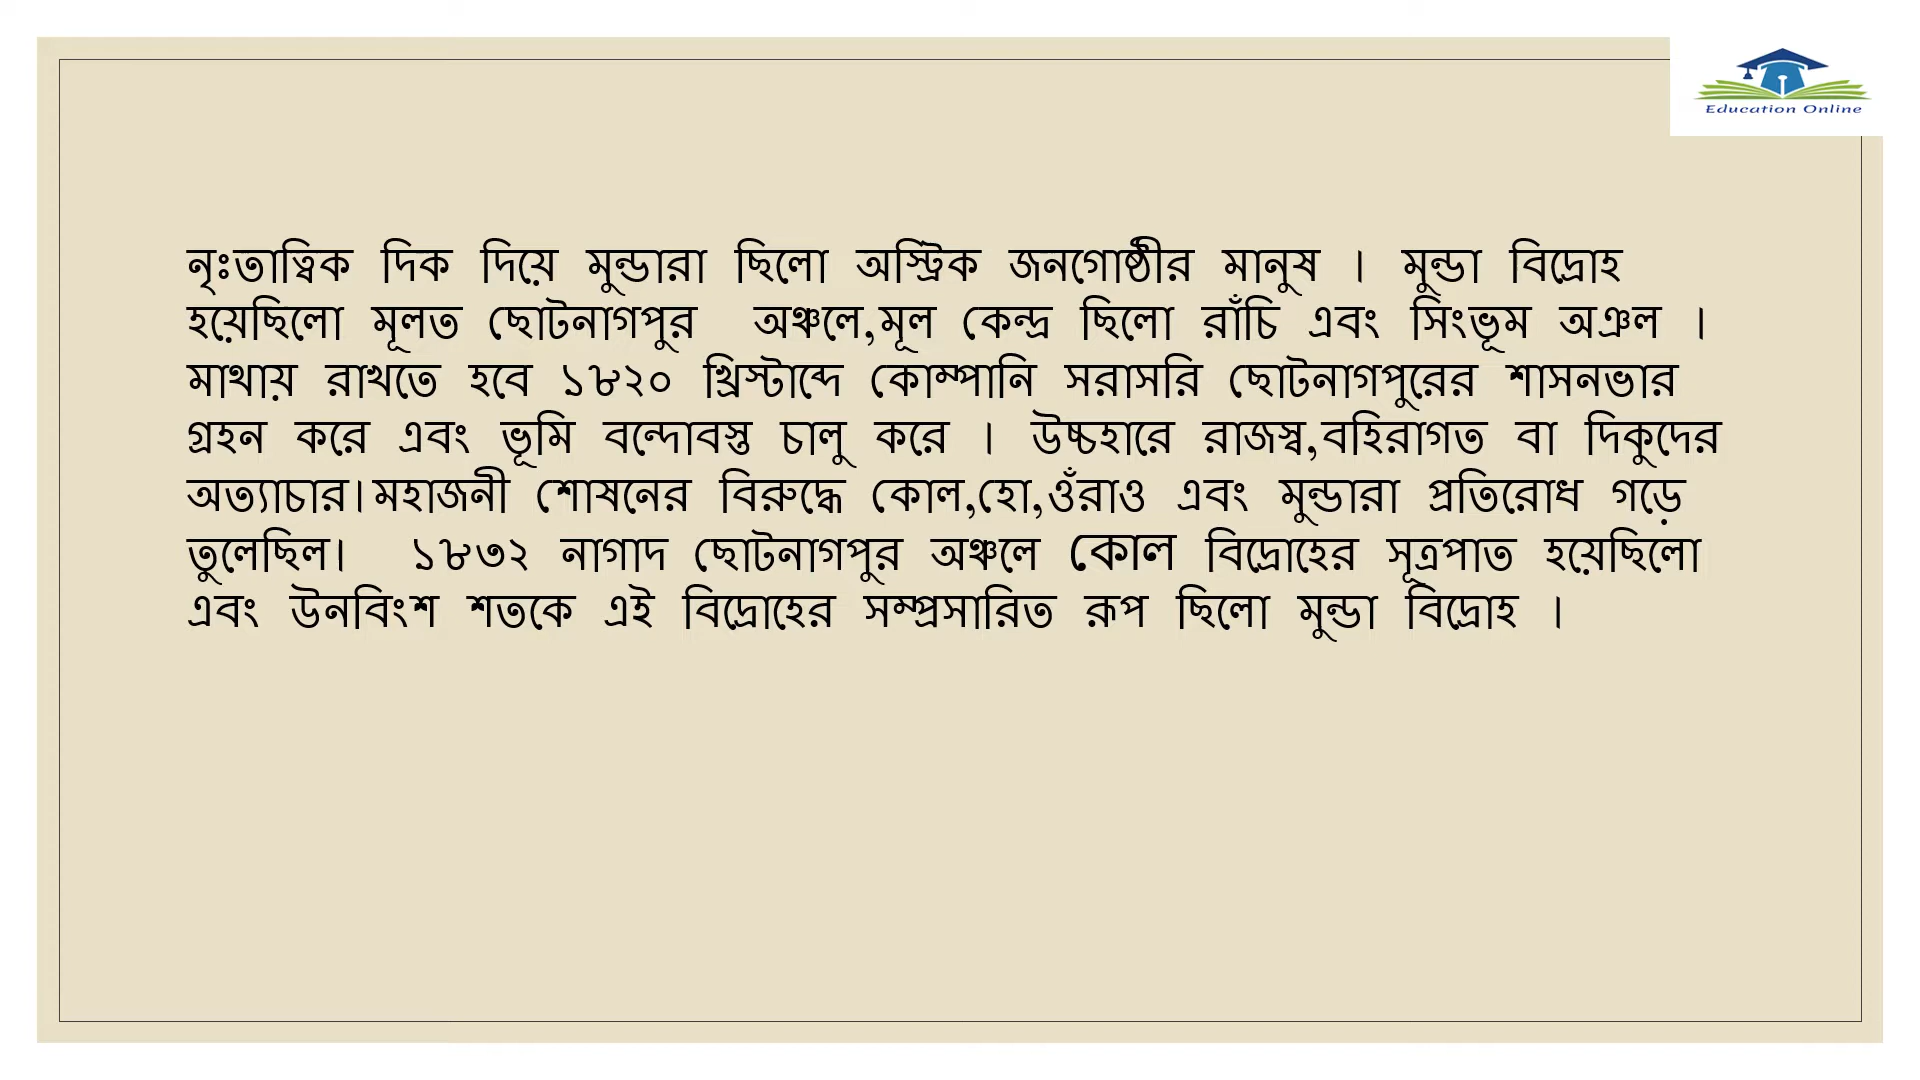 Education Online
নৃঃতাত্ত্বিক দিক দিয়ে মুন্ডারা ছিলো অস্ট্রিক জনগোষ্ঠীর মানুষ । মুন্ডা বিদ্রোহ
হয়েছিলো মূলত ছোটনাগপুর অঞ্চলে,মূল কেন্দ্র ছিলো রাঁচি এবং সিংভূম অঞল ।
মাথায় রাখতে হবে ১৮২০ খ্রিস্টাব্দে কোম্পানি সরাসরি ছোটনাগপুরের শাসনভার
গ্রহন করে এবং ভূমি বন্দোবস্ত চালু করে । উচ্চহারে রাজস্ব,বহিরাগত বা দিকুদের
অত্যাচার।মহাজনী শোষনের বিরুদ্ধে কোল,হো,ওঁরাও এবং মুন্ডারা প্রতিরোধ গড়ে
তুলেছিল। ১৮৩২ নাগাদ ছোটনাগপুর অঞ্চলে কোল বিদ্রোহের সূত্রপাত হয়েছিলো
এবং উনবিংশ শতকে এই বিদ্রোহের সম্প্রসারিত রূপ ছিলো মুন্ডা বিদ্রোহ ।